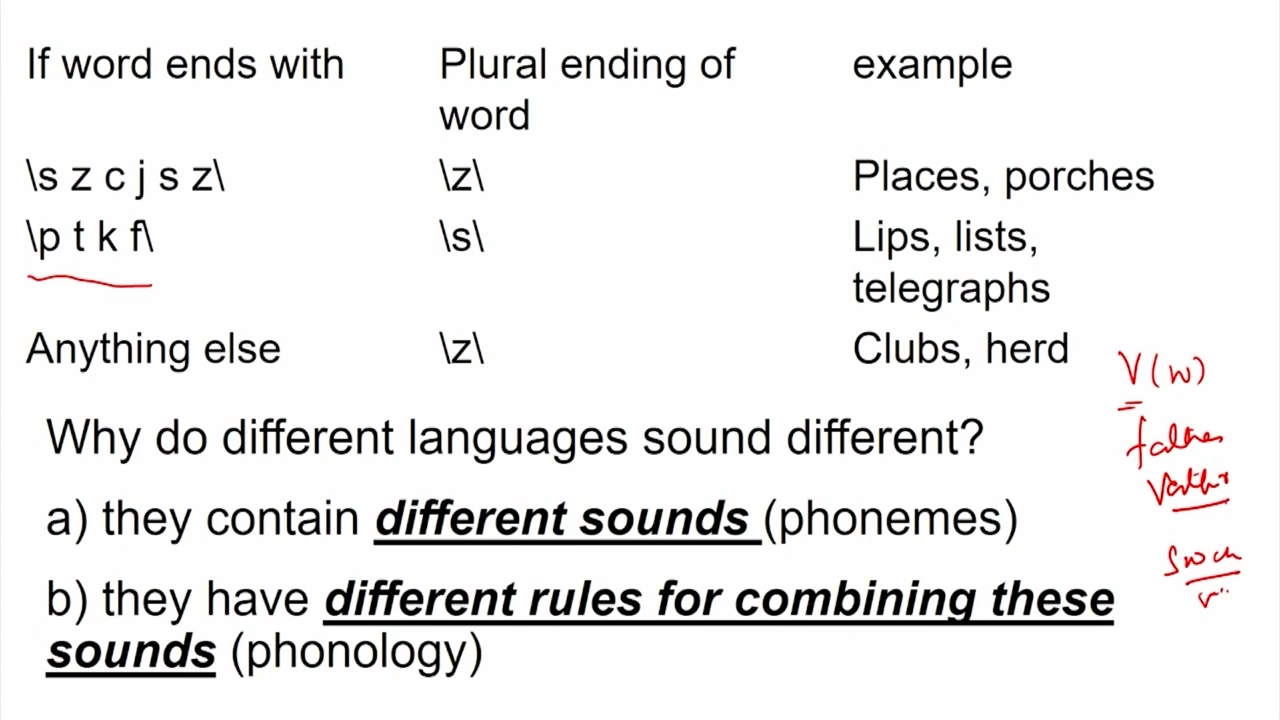 If word ends with Plural ending of example
word
\s z c j s z\ \z\ Places, porches
\p t k f\ \s\ Lips, lists,
telegraphs
Anything else \z\ Clubs, herd
V (w)
Why do different languages sound different?
a) they contain different sounds (phonemes)
b) they have different rules for combining these
sounds (phonology)